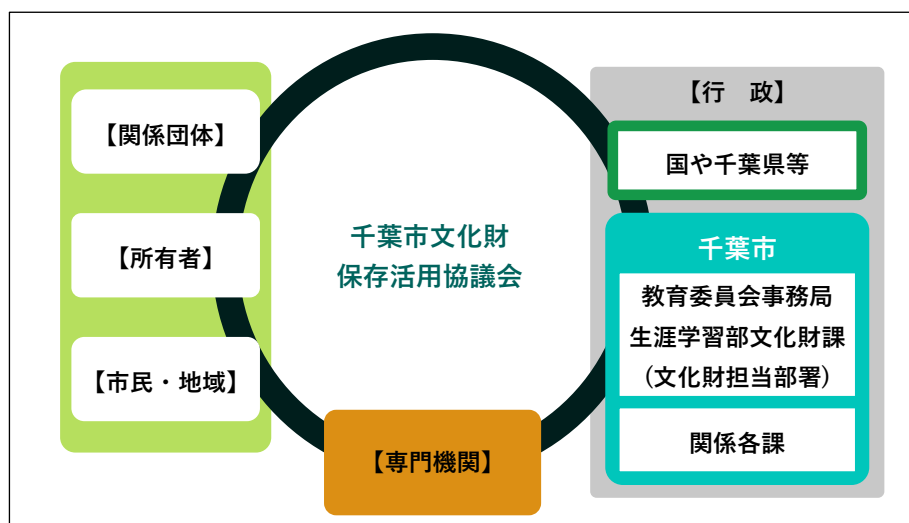 【関係団体】
【所有者】
【市民・地域】
千葉市文化財
保存活用協議会
【専門機関】
【行　政】
国や千葉県等
千葉市
教育委員会事務局
生涯学習部文化財課
(文化財担当部署)
関係各課